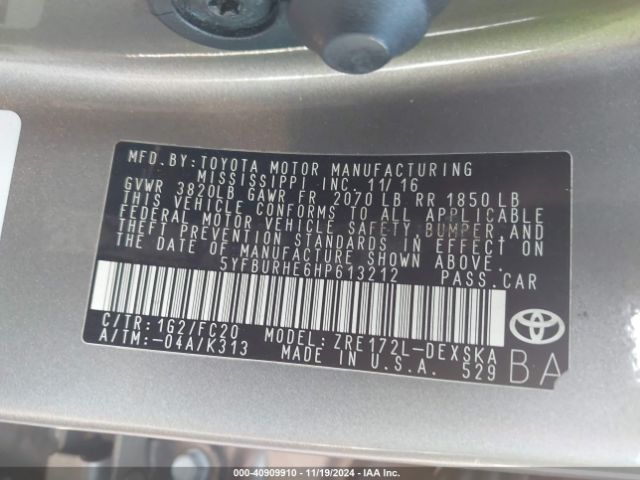 MFD. BY: TOYOTA MOTOR MANUFACTURING
MISSISSIPPI INC. 11/16
GVWR 3820LB GAWR FR 2070 LB RR 1850 LB
THIS VEHICLE CONFORMS TO ALL APPLICABLE
FEDERAL MOTOR VEHICLE SAFETY BUMPER AND
THEFT PREVENTION STANDARDS IN EFFECT ON
THE DATE OF MANUFACTURE SHOWN ABOVE.
5YFBURHE6HP613212 PASS.CAR
C/TR: 1G2/FC20 MODEL: ZRE172L-DEXSKA
A/TM: -04A/K313 MADE IN U.S.A. 529
BA
000-40909910 - 11/19/2024 - IAA Inc.